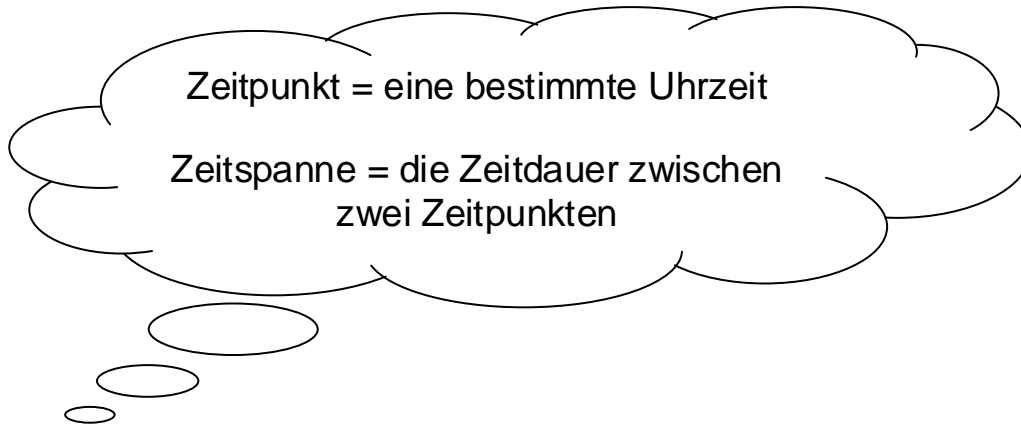 Zeitpunkt = eine bestimmte Uhrzeit
Zeitspanne = die Zeitdauer zwischen
zwei Zeitpunkten